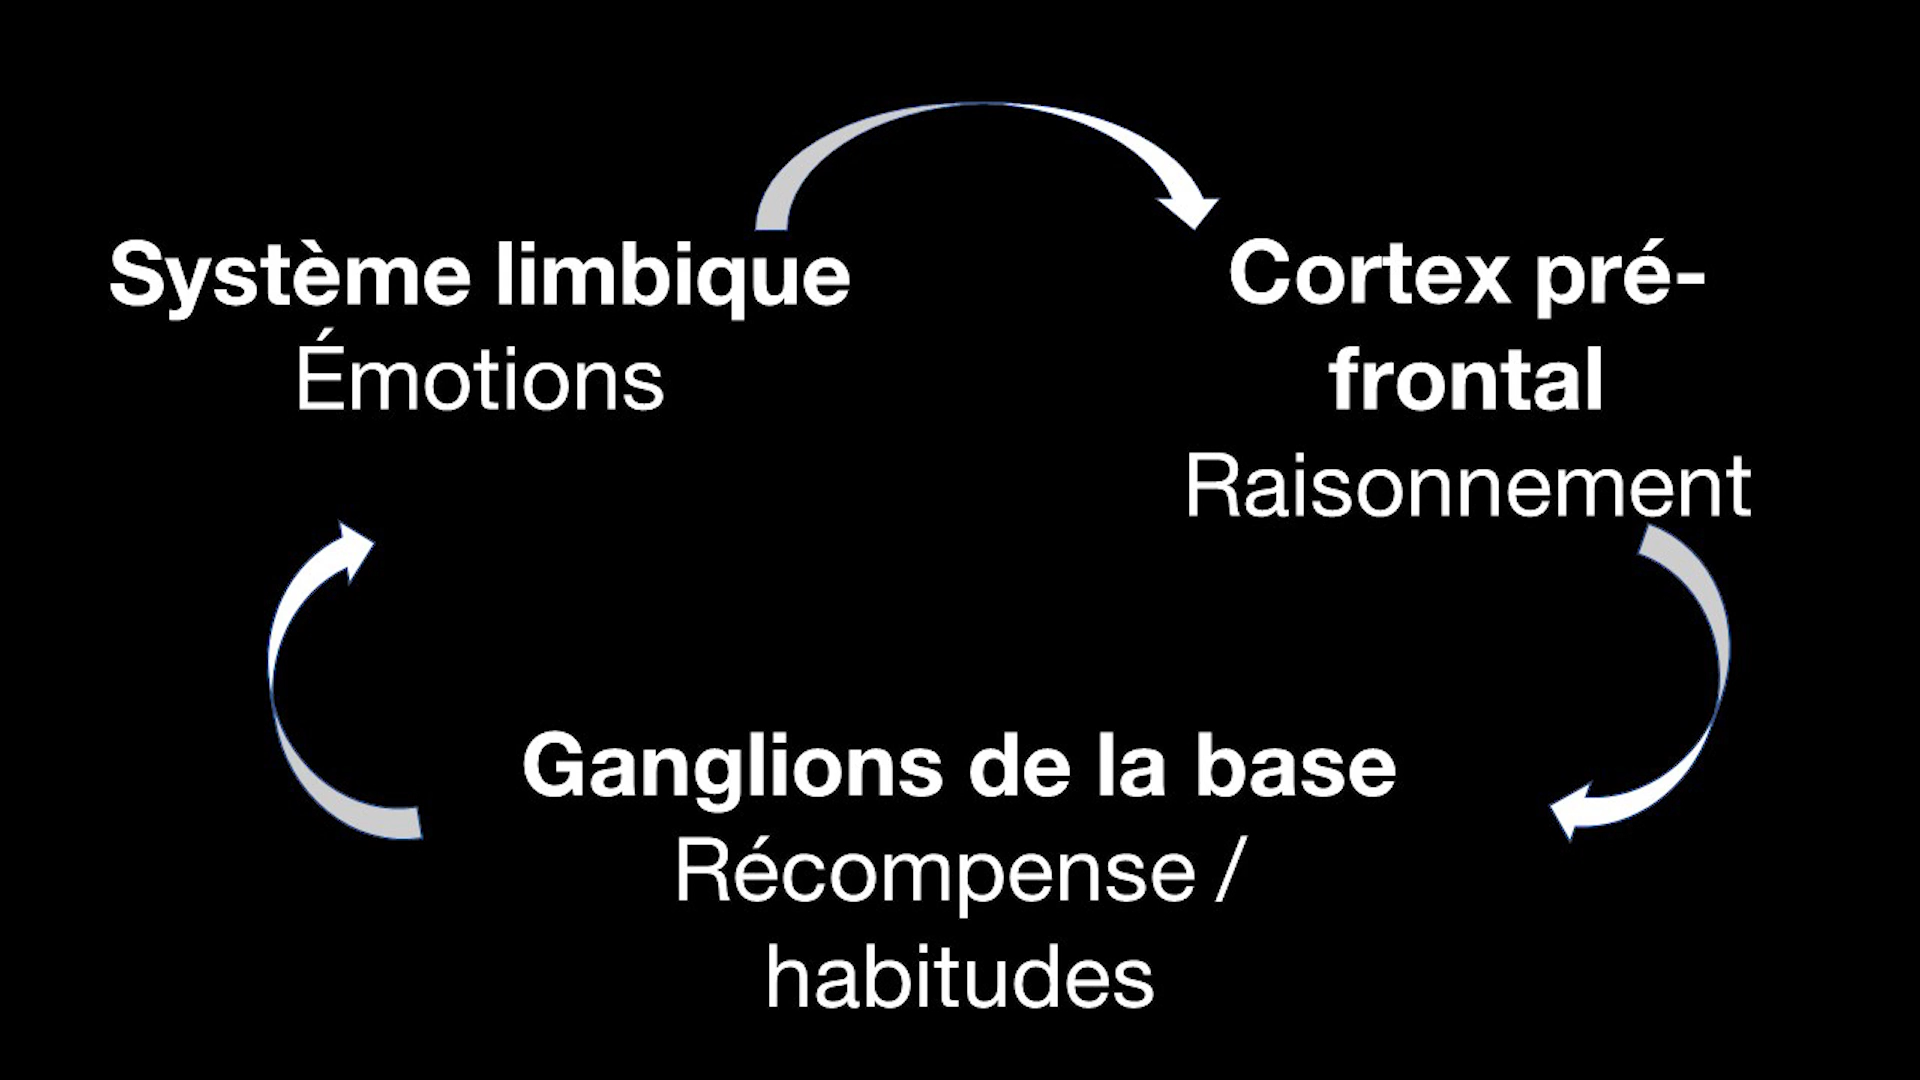 Système limbique
Émotions
Cortex pré-
frontal
Raisonnement
Ganglions de la base
Récompense /
habitudes